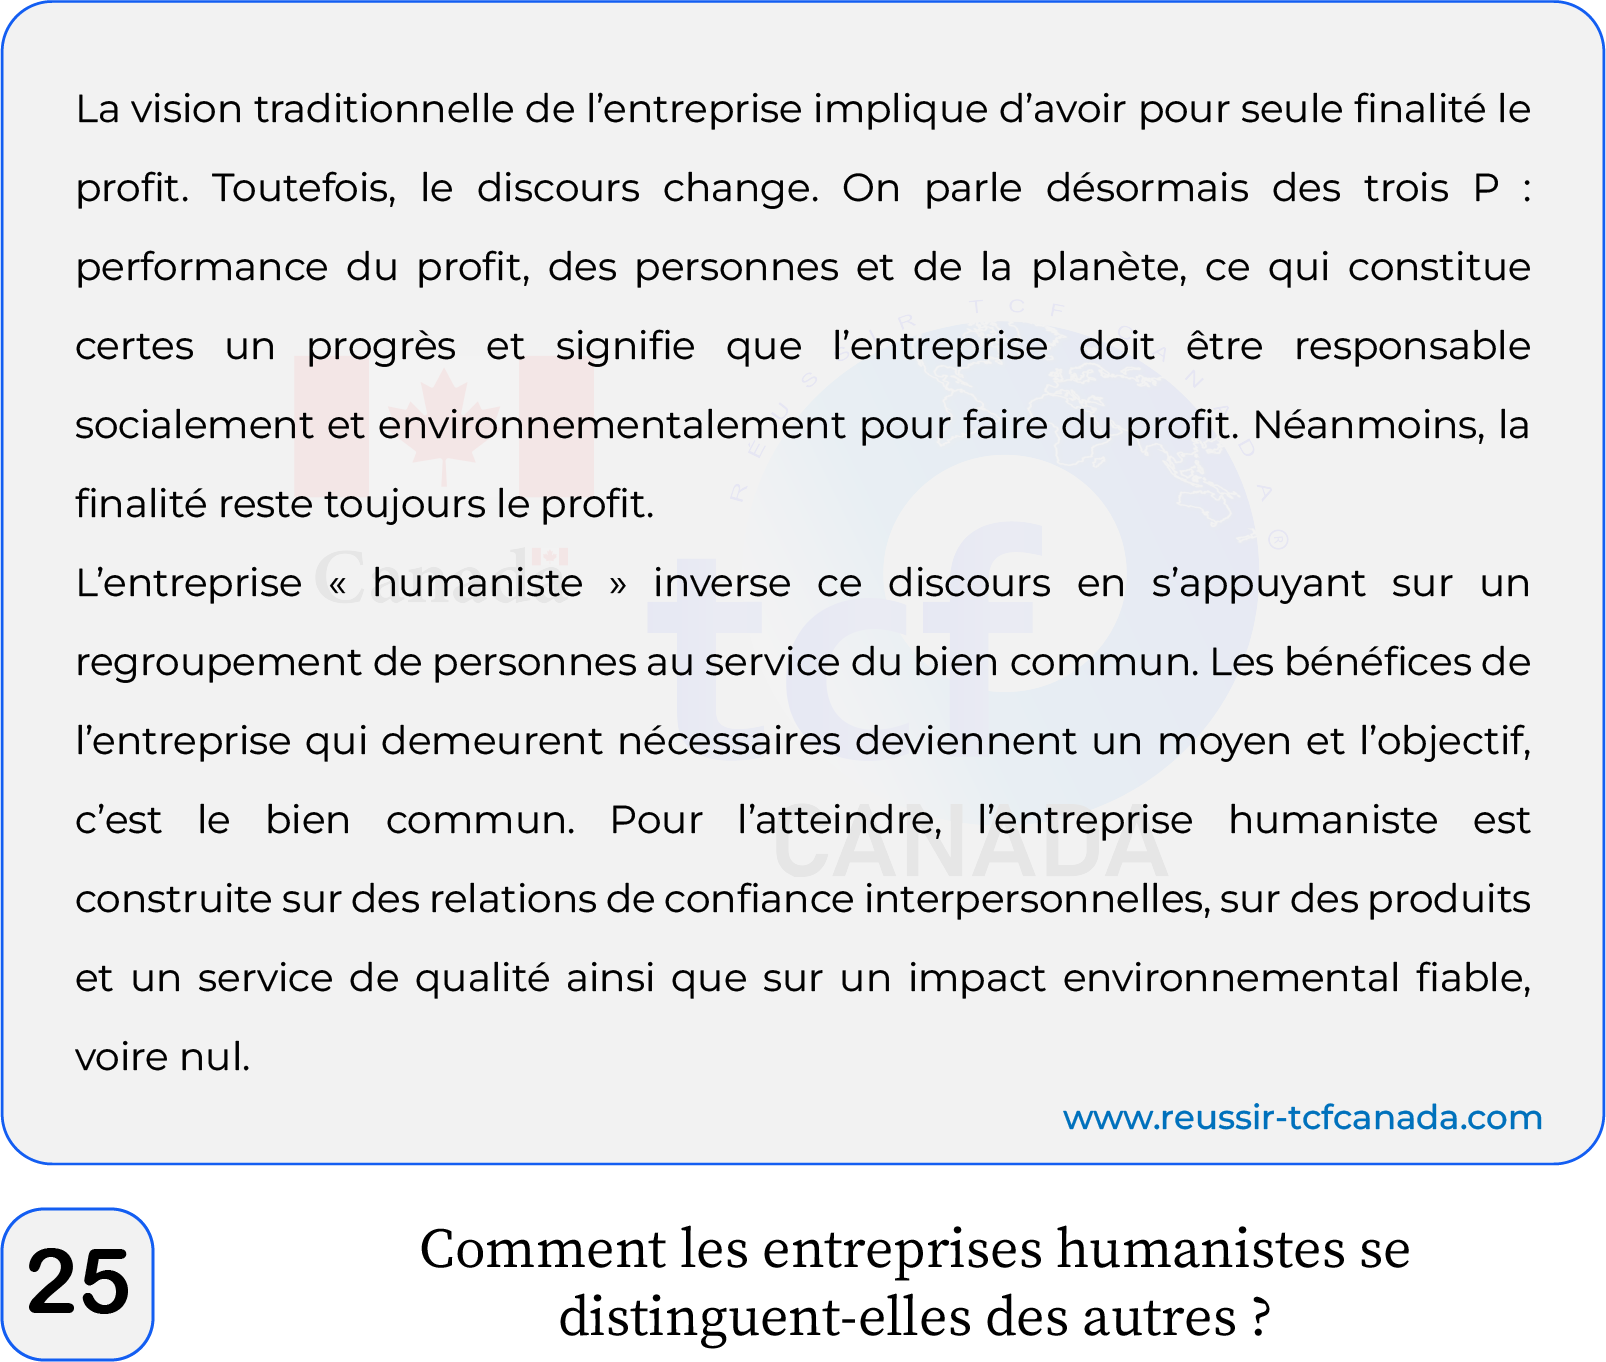 La vision traditionnelle de l’entreprise implique d’avoir pour seule finalité le
profit. Toutefois, le discours change. On parle désormais des trois P :
performance du profit, des personnes et de la planète, ce qui constitue
certes un progrès et signifie que l’entreprise doit être responsable
socialement et environnementalement pour faire du profit. Néanmoins, la
finalité reste toujours le profit.
L’entreprise « humaniste » inverse ce discours en s’appuyant sur un
regroupement de personnes au service du bien commun. Les bénéfices de
l’entreprise qui demeurent nécessaires deviennent un moyen et l’objectif,
c’est le bien commun. Pour l’atteindre, l’entreprise humaniste est
construite sur des relations de confiance interpersonnelles, sur des produits
et un service de qualité ainsi que sur un impact environnemental fiable,
voire nul.
REUSSIR TCF CANADA ®
Canada
tcf
CANADA
www.reussir-tcfcanada.com
25
Comment les entreprises humanistes se
distinguent-elles des autres ?